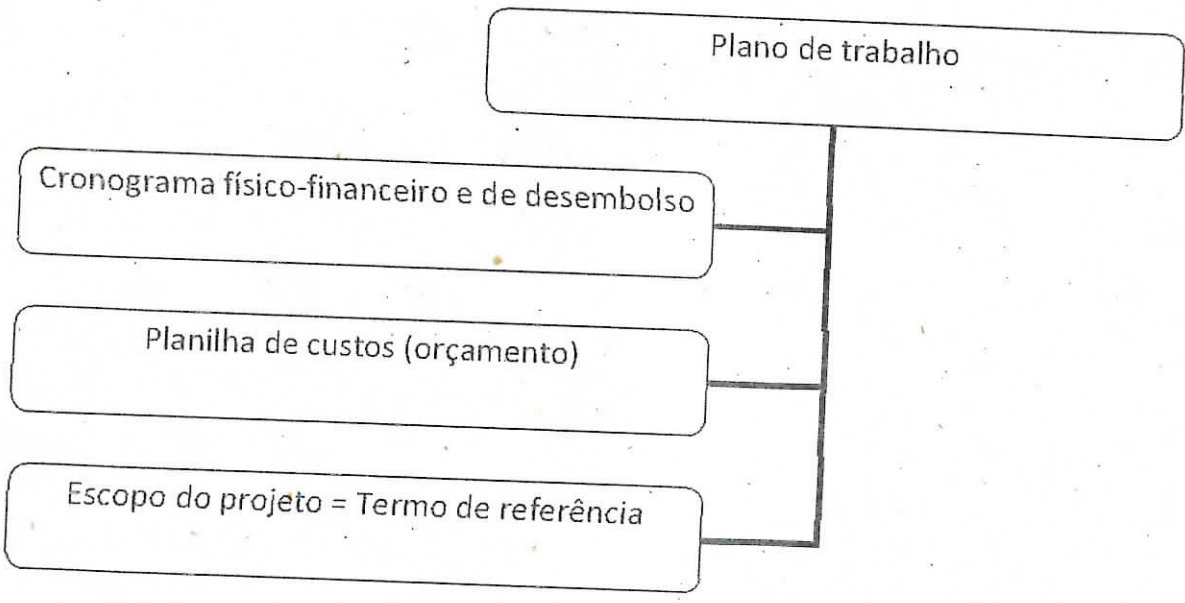 Plano de trabalho
Cronograma físico-financeiro e de desembolso
Planilha de custos (orçamento)
Escopo do projeto = Termo de referência